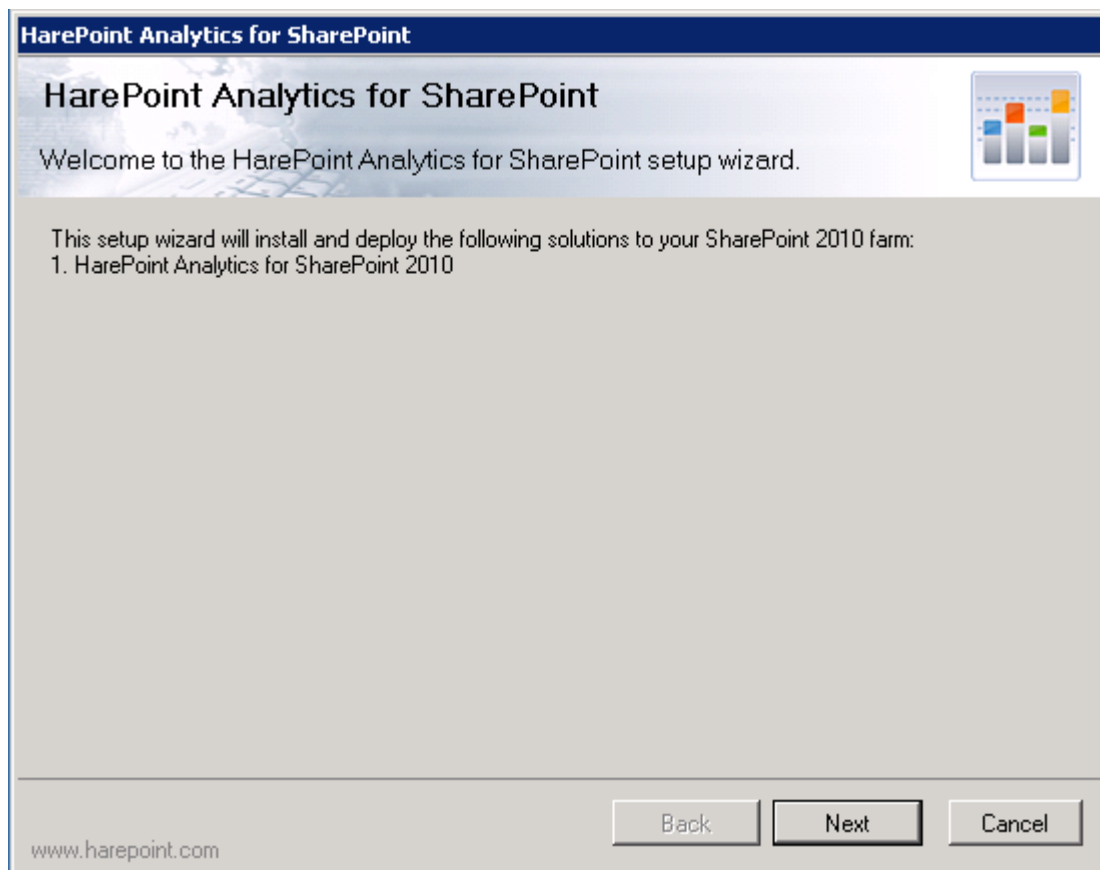 HarePoint Analytics for SharePoint
HarePoint Analytics for SharePoint
Welcome to the HarePoint Analytics for SharePoint setup wizard.
This setup wizard will install and deploy the following solutions to your SharePoint 2010 farm:
1. HarePoint Analytics for SharePoint 2010
Back Next Cancel
www.harepoint.com